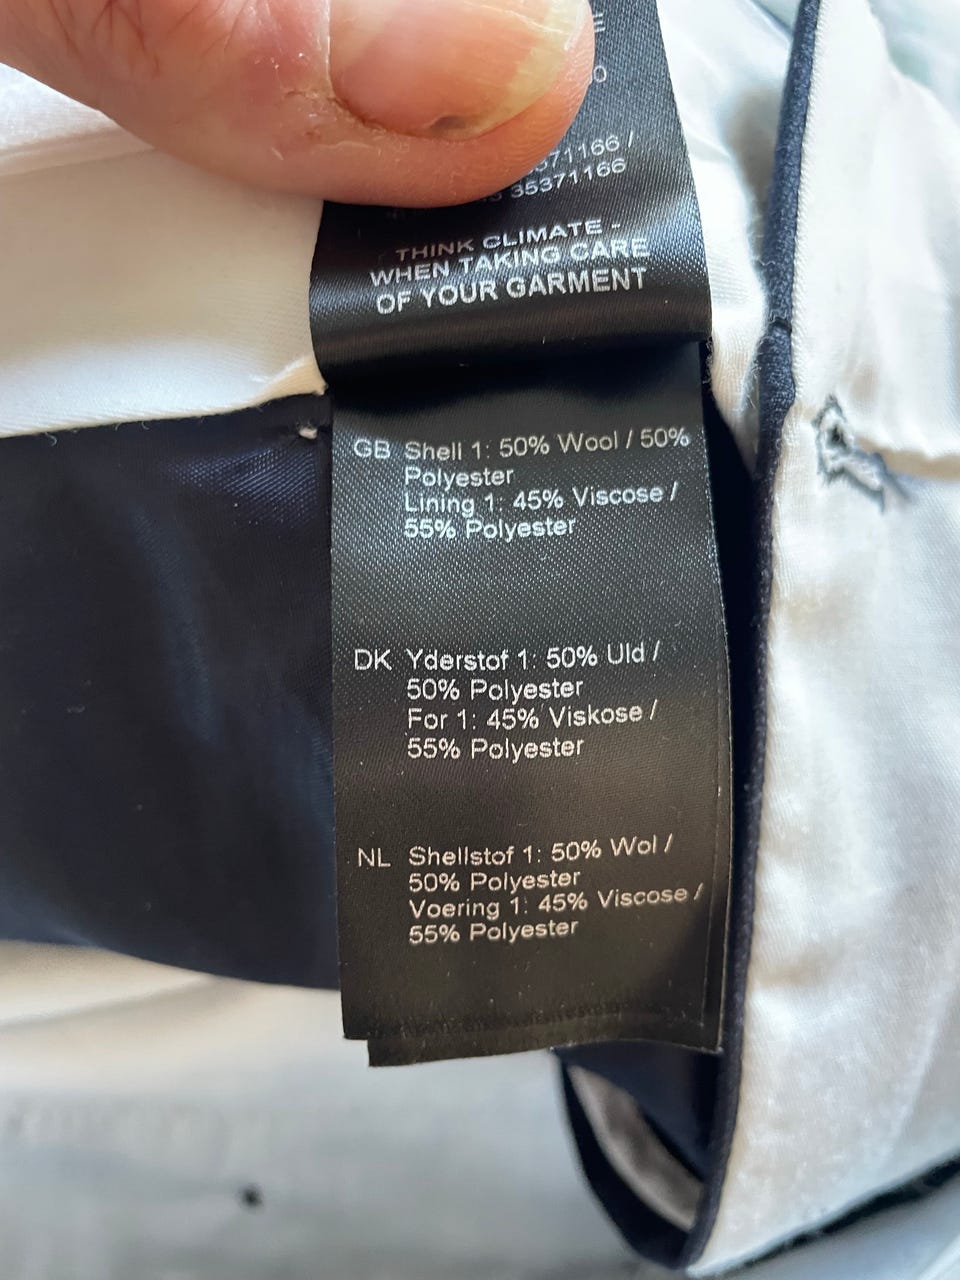 35371166
THINK CLIMATE -
WHEN TAKING CARE
OF YOUR GARMENT
GB Shell 1: 50% Wool / 50%
Polyester
Lining 1: 45% Viscose /
55% Polyester
DK Yderstof 1: 50% Uld /
50% Polyester
For 1: 45% Viskose /
55% Polyester
NL Shellstof 1: 50% Wol /
50% Polyester
Voering 1: 45% Viscose /
55% Polyester